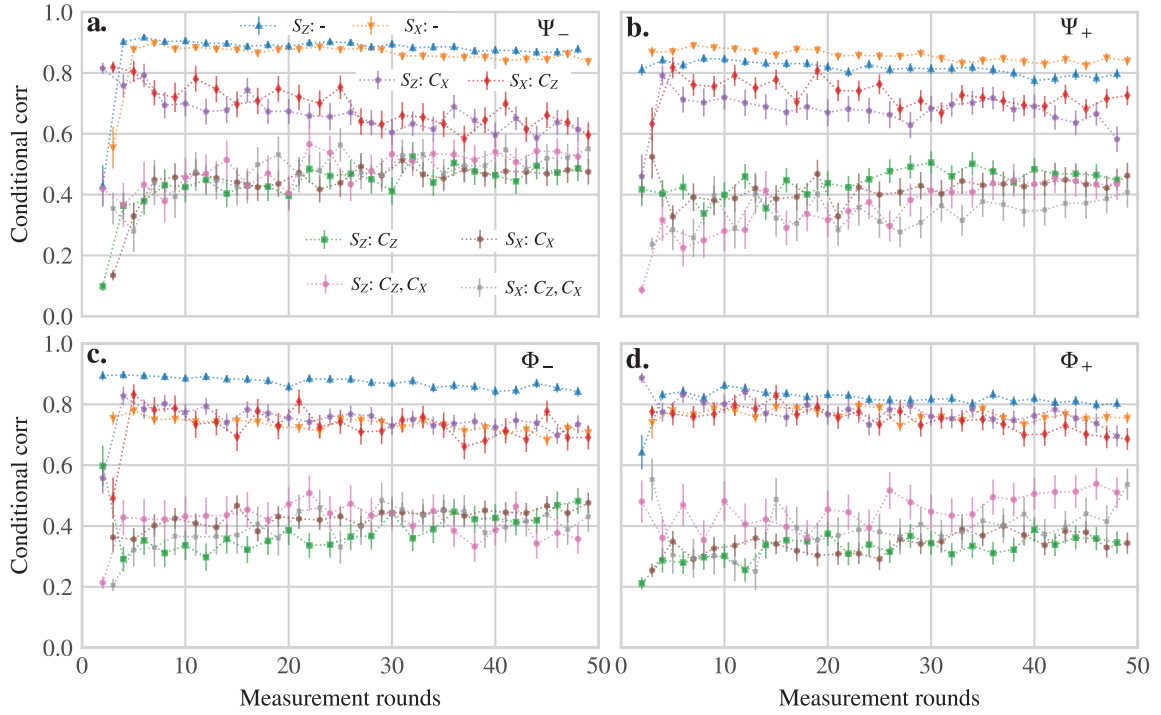 a. S_Z: - S_X: - Ψ_−
b. Ψ_+
S_Z: C_X S_X: C_Z
S_Z: C_Z S_X: C_X
S_Z: C_Z, C_X S_X: C_Z, C_X
1.0
0.8
0.6
0.4
0.2
0.0
Conditional corr
c. Φ_−
d. Φ_+
1.0
0.8
0.6
0.4
0.2
0.0
Conditional corr
0 10 20 30 40 50
0 10 20 30 40 50
Measurement rounds
Measurement rounds